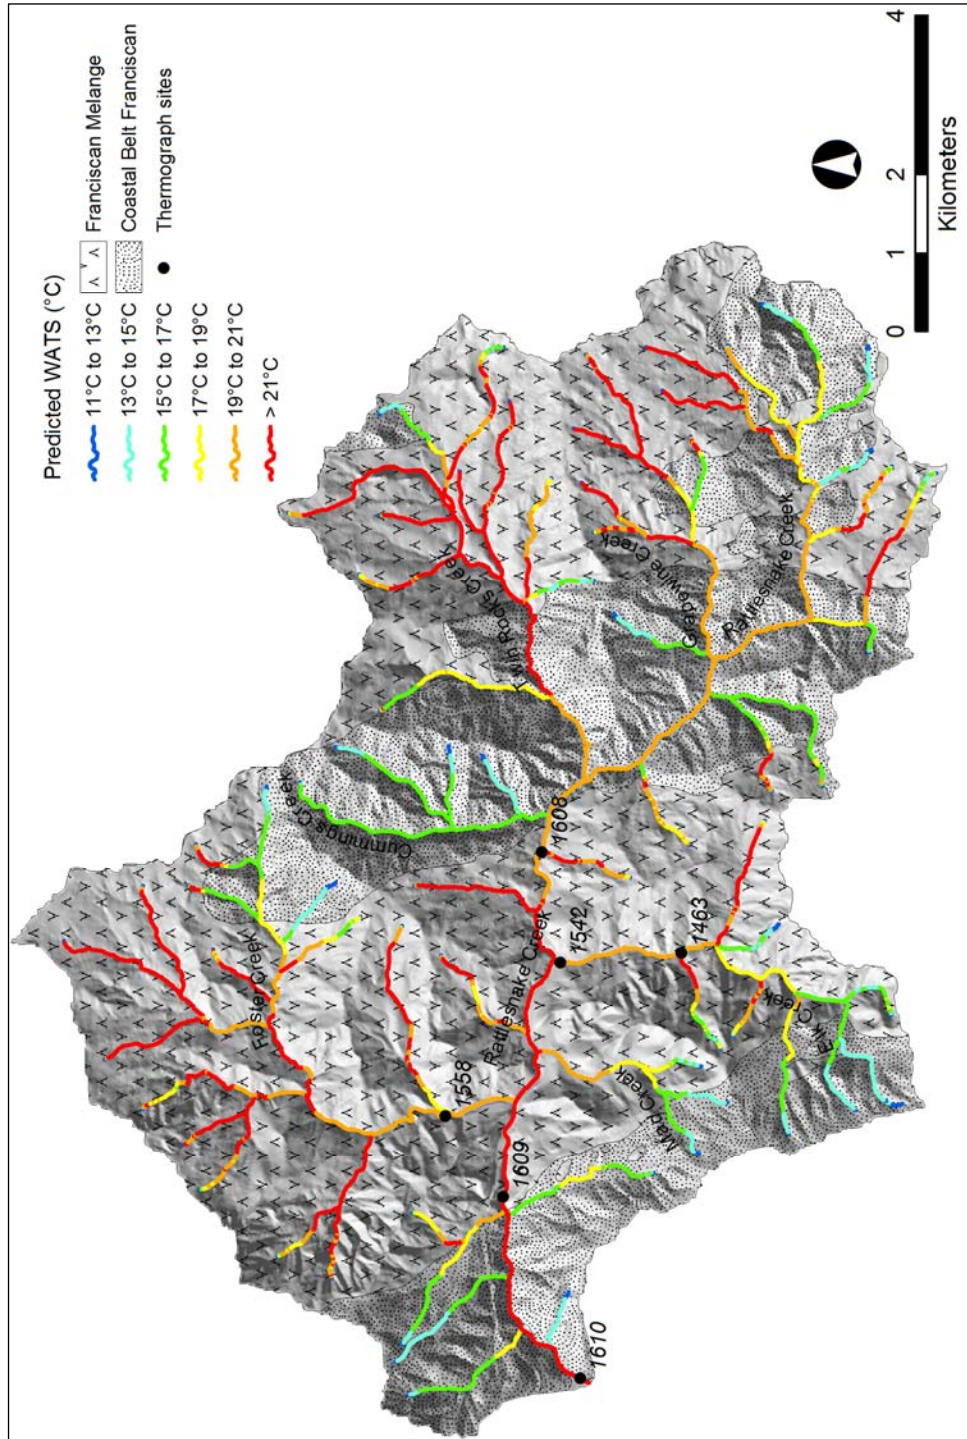 Predicted WATS (°C)
11°C to 13°C
13°C to 15°C
15°C to 17°C
17°C to 19°C
19°C to 21°C
> 21°C
Franciscan Melange
Coastal Belt Franciscan
Thermograph sites
Foster Creek
Cummings Creek
Twin Rocks Creek
Grapewine Creek
Rattlesnake Creek
Rattlesnake Creek
Mad Creek
Elk Creek
1558
1609
1610
1608
1542
1463
0 1 2 4
Kilometers